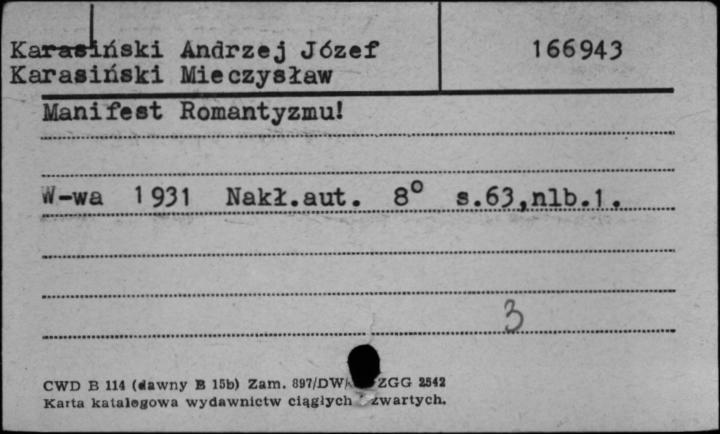 Karasiński Andrzej Józef 166943
Karasiński Mieczysław
Manifest Romantyzmu!
W-wa 1931 Nakł.aut. 8° s.63,nlb.1.
3
CWD B 114 (dawny B 15b) Zam. 897/DW ZGG 2542
Karta katalogowa wydawnictw ciągłych zwartych.